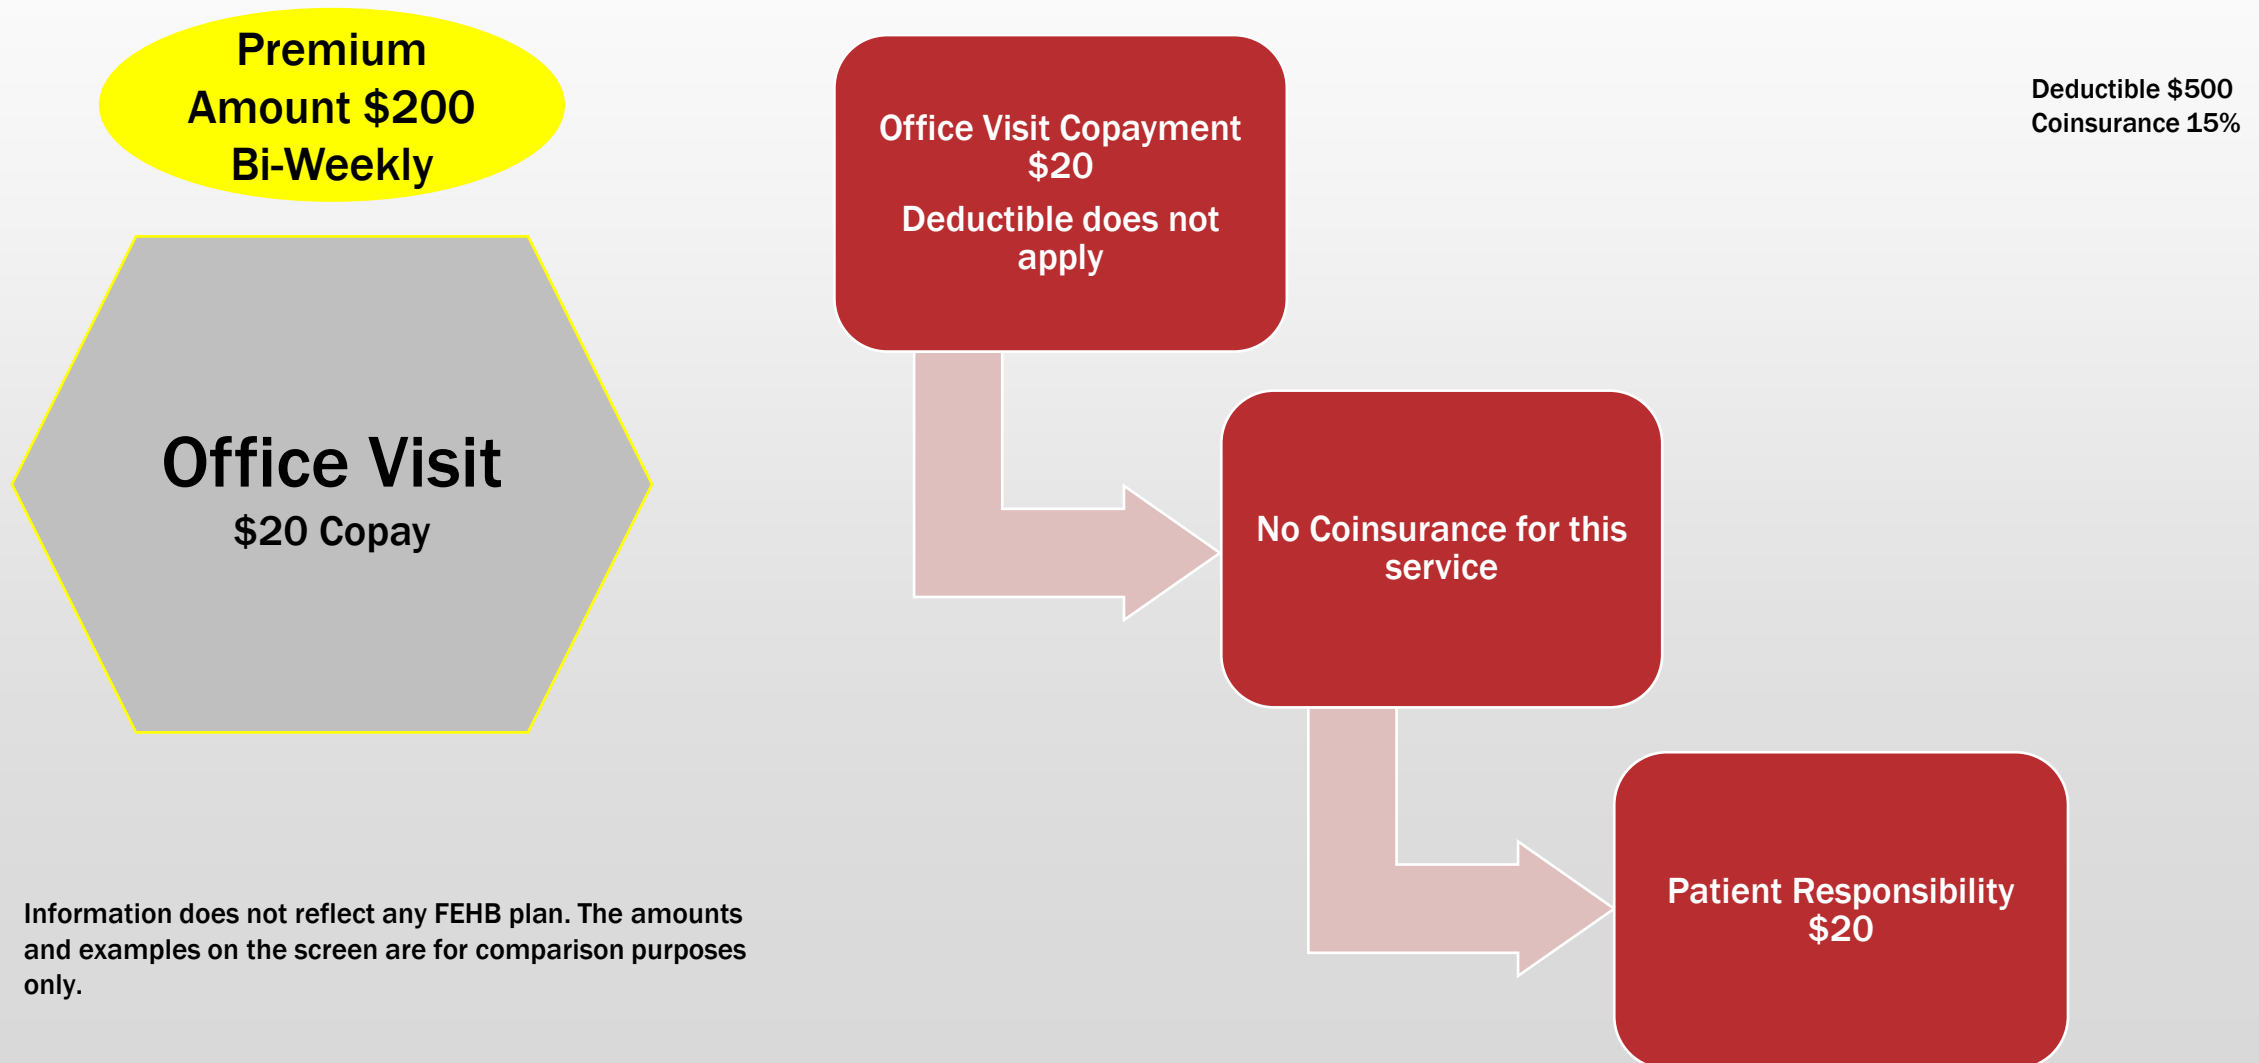 Premium
Amount $200
Bi-Weekly
Office Visit
$20 Copay
Office Visit Copayment
$20
Deductible does not
apply
No Coinsurance for this
service
Patient Responsibility
$20
Deductible $500
Coinsurance 15%
Information does not reflect any FEHB plan. The amounts
and examples on the screen are for comparison purposes
only.